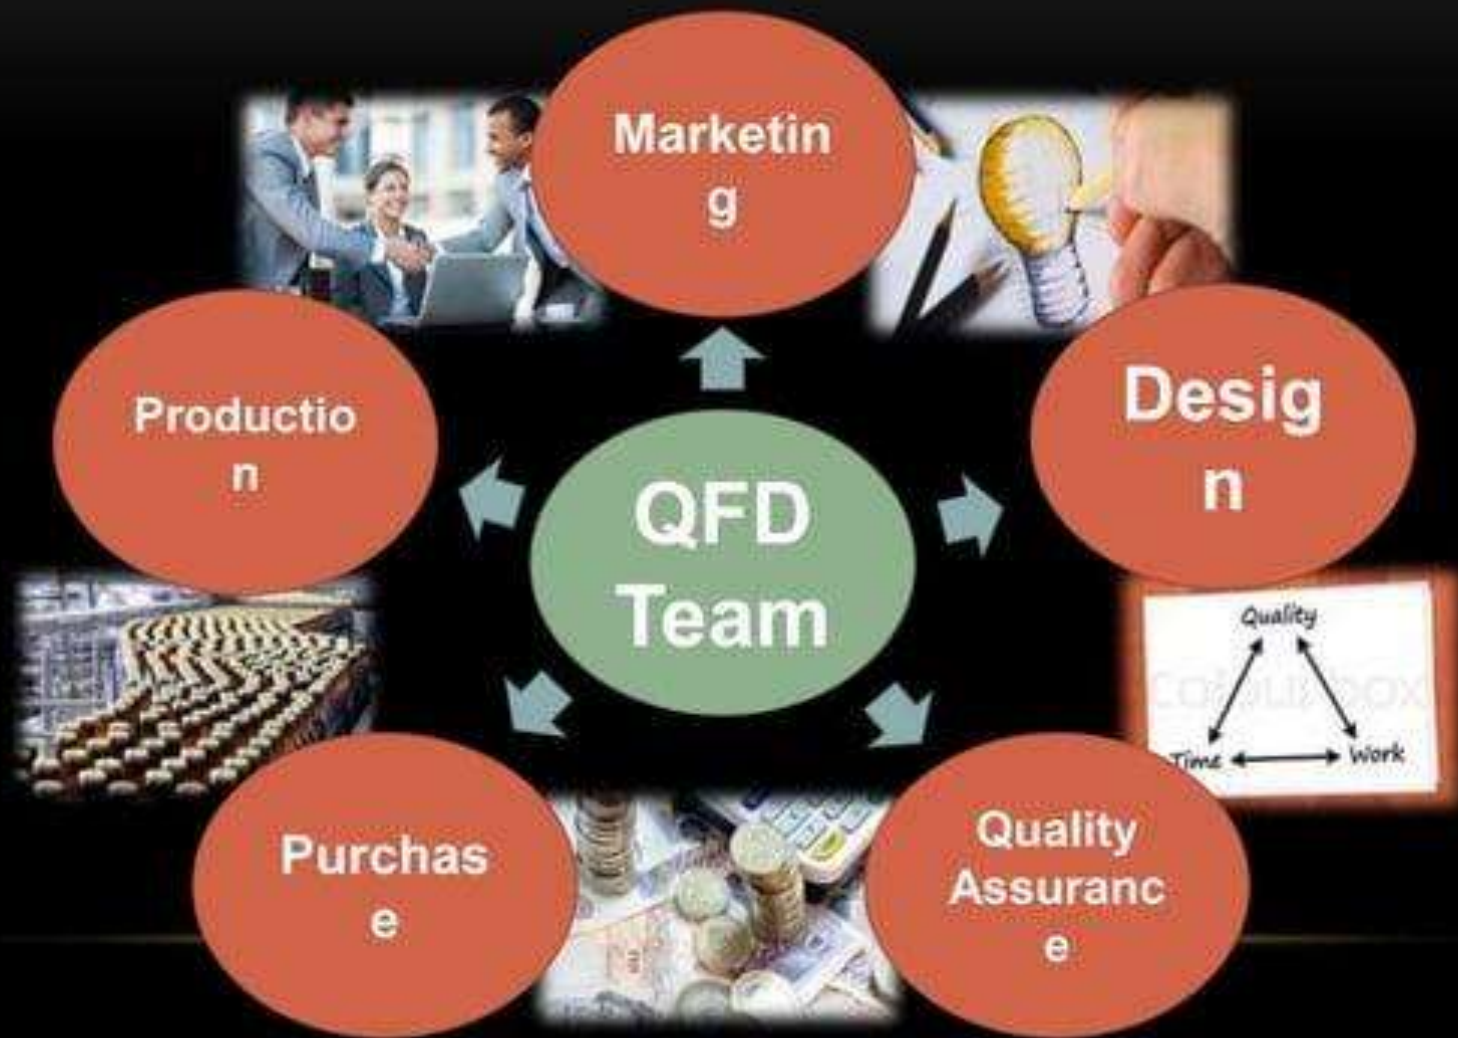 Marketin
g
Desig
n
Productio
n
QFD
Team
Quality
Time
Work
Purchas
e
Quality
Assuranc
e